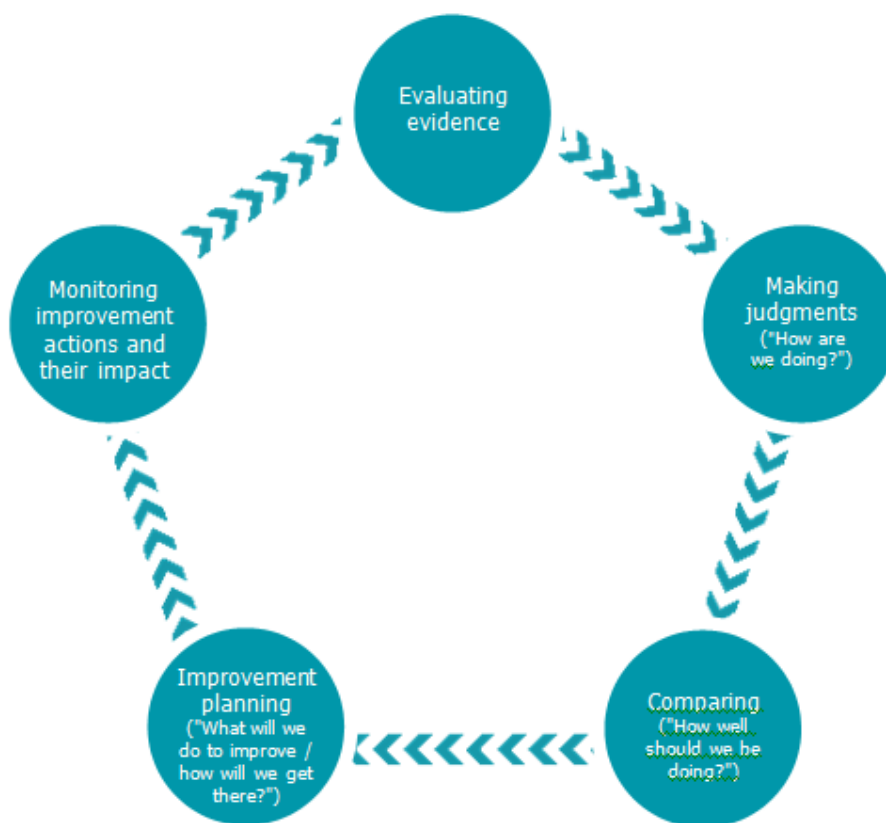 Evaluating
evidence
Making
judgments
("How are
we doing?")
Comparing
("How well
should we be
doing?")
Improvement
planning
("What will we
do to improve /
how will we get
there?")
Monitoring
improvement
actions and
their impact